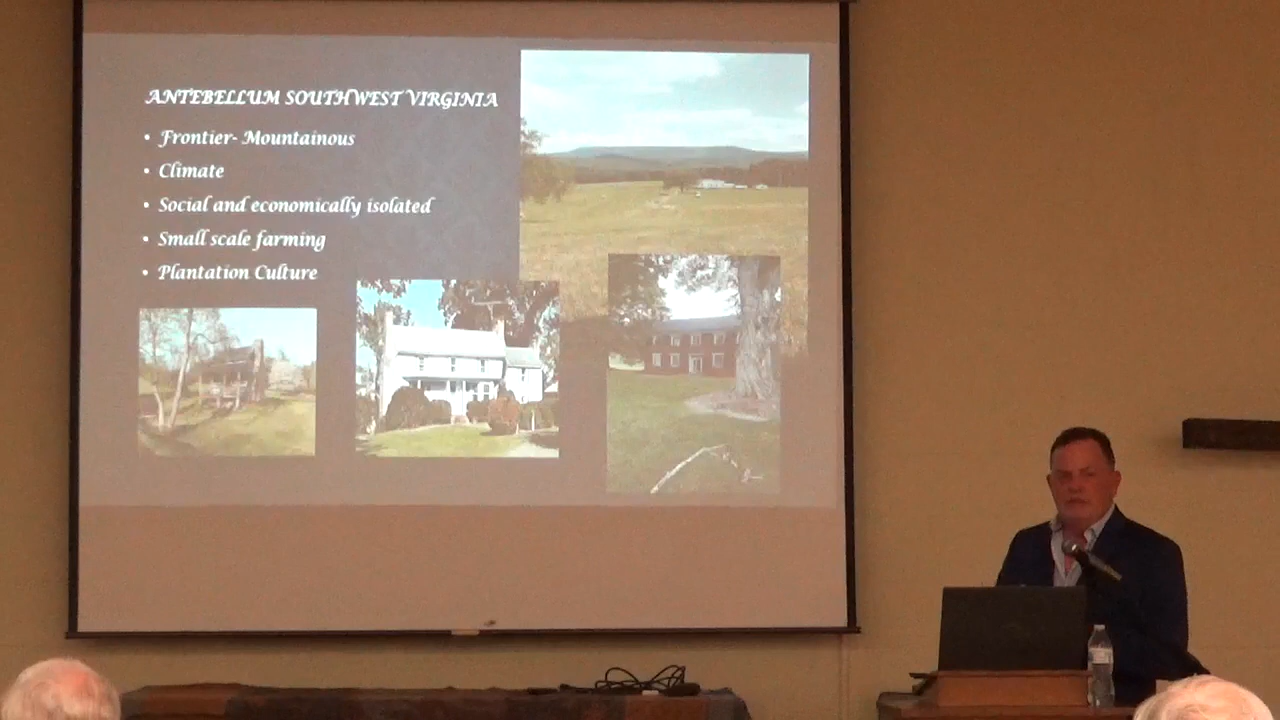 ANTEBELLUM SOUTHWEST VIRGINIA
• Frontier- Mountainous
• Climate
• Social and economically isolated
• Small scale farming
• Plantation Culture